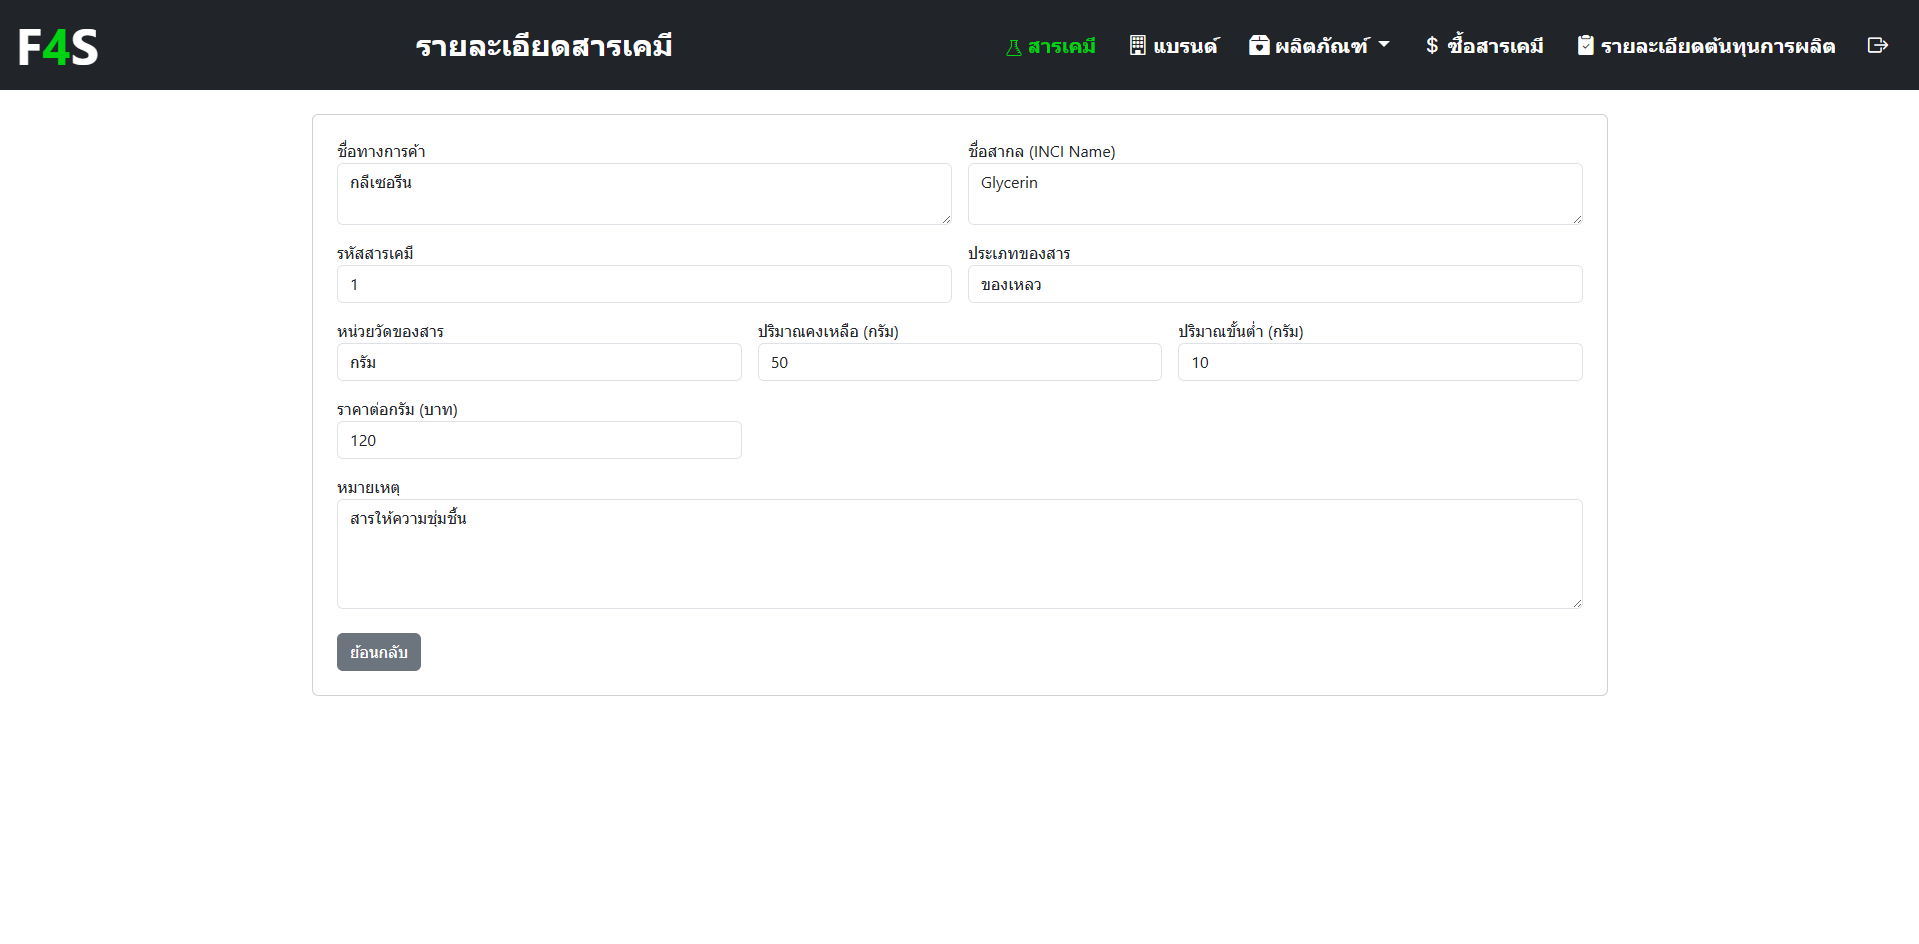 F4S
รายละเอียดสารเคมี
สารเคมี
แบรนด์
ผลิตภัณฑ์
$ ซื้อสารเคมี
รายละเอียดต้นทุนการผลิต
ชื่อทางการค้า
ชื่อสากล (INCI Name)
กลีเซอรีน
Glycerin
รหัสสารเคมี
ประเภทของสาร
1
ของเหลว
หน่วยวัดของสาร
ปริมาณคงเหลือ (กรัม)
ปริมาณขั้นต่ำ (กรัม)
กรัม
50
10
ราคาต่อกรัม (บาท)
120
หมายเหตุ
สารให้ความชุ่มชื้น
ย้อนกลับ